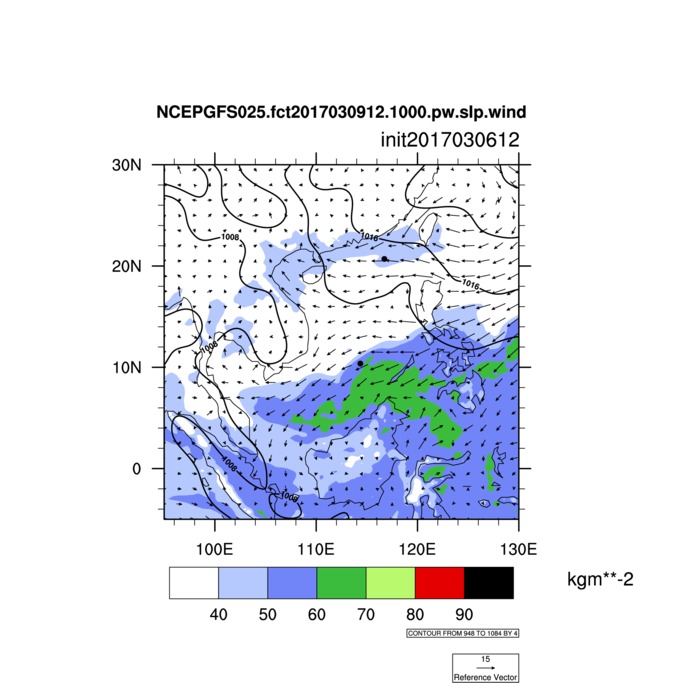 NCEPGFS025.fct2017030912.1000.pw.slp.wind
init2017030612
30N
20N
10N
0
1008
1016
1016
1008
1008
1008
100E
110E
120E
130E
kgm**-2
40
50
60
70
80
90
CONTOUR FROM 948 TO 1084 BY 4
15
Reference Vector